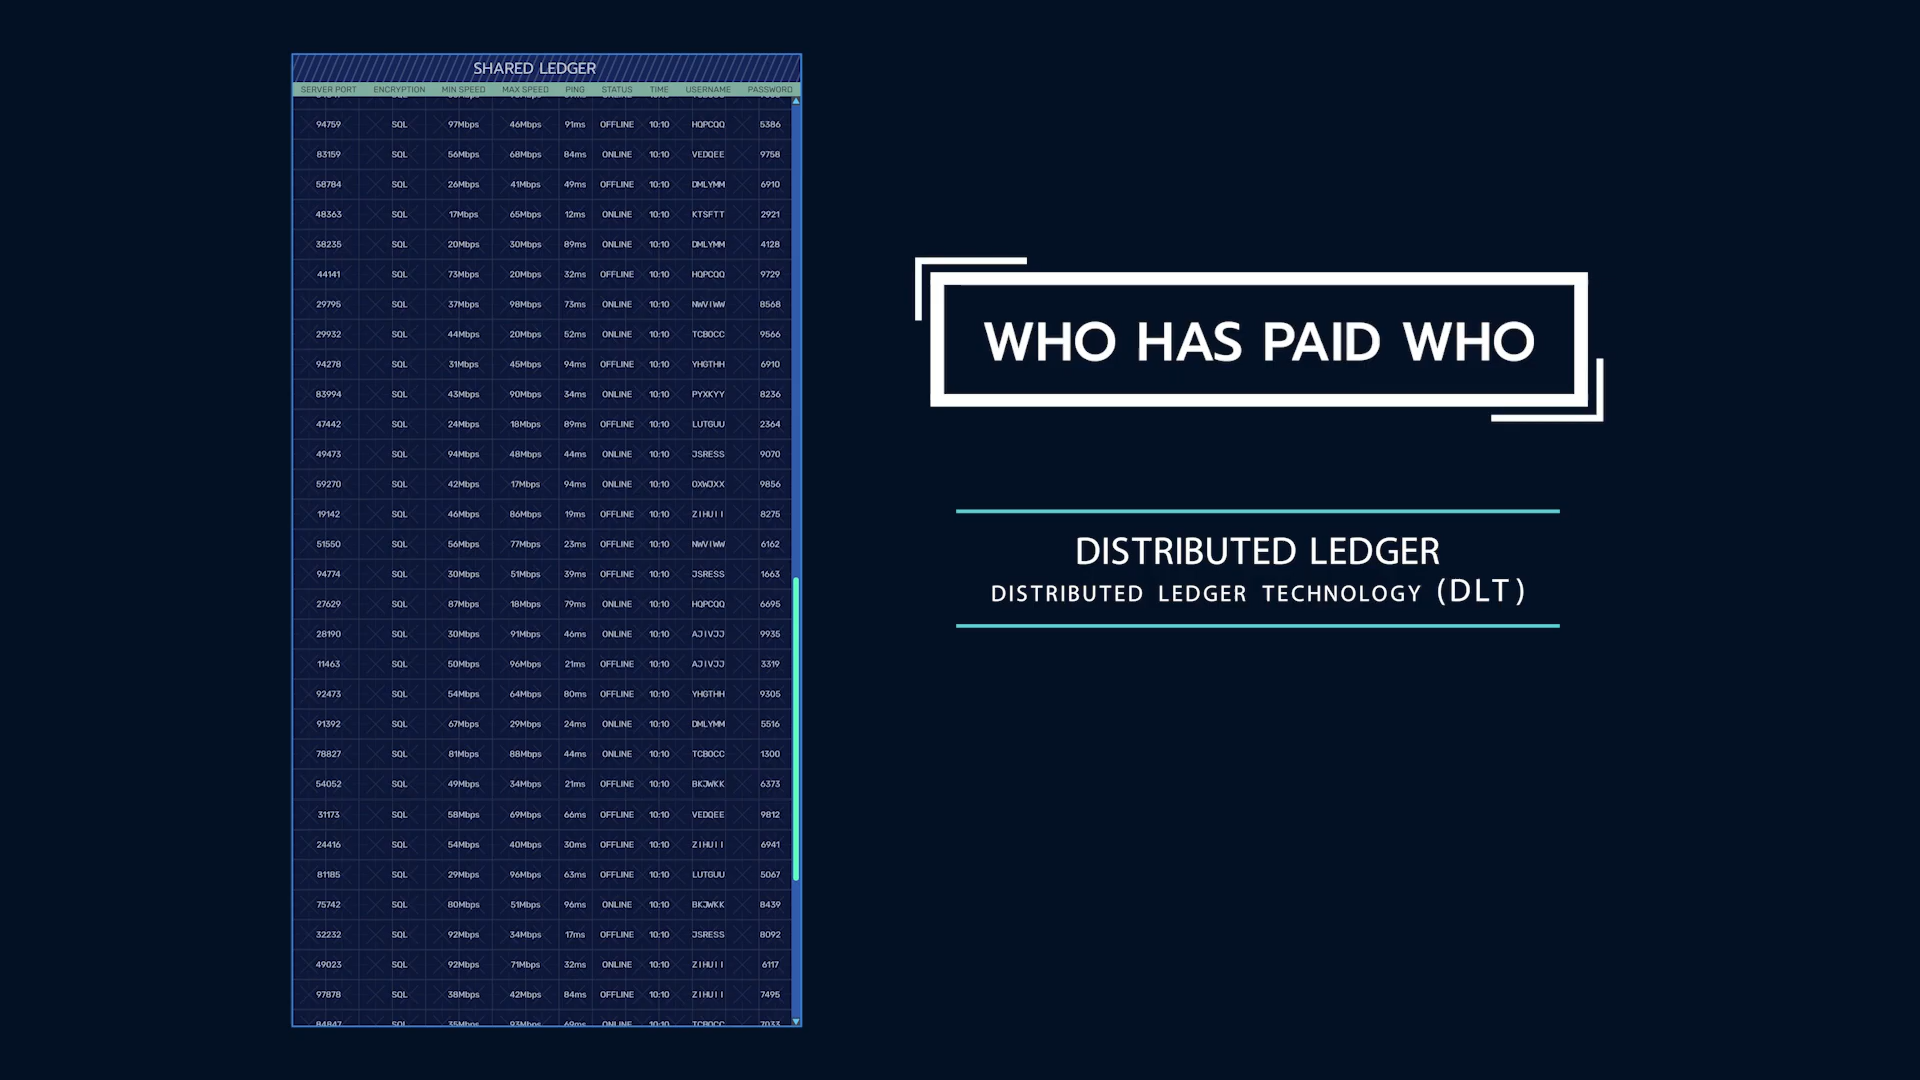 SHARED LEDGER
SERVER PORT ENCRYPTION MIN SPEED MAX SPEED PING STATUS TIME USERNAME PASSWORD
94759 SQL 97Mbps 46Mbps 91ms OFFLINE 10:10 HQPCQQ 5386
83159 SQL 56Mbps 68Mbps 84ms ONLINE 10:10 VEDQEE 9758
58784 SQL 26Mbps 41Mbps 49ms OFFLINE 10:10 DMLYMM 6910
48363 SQL 17Mbps 65Mbps 12ms ONLINE 10:10 KTSFTT 2921
38235 SQL 20Mbps 30Mbps 89ms ONLINE 10:10 DMLYMM 4128
44141 SQL 73Mbps 20Mbps 32ms OFFLINE 10:10 HQPCQQ 9729
29795 SQL 37Mbps 98Mbps 73ms ONLINE 10:10 NWVIWW 8568
29932 SQL 44Mbps 20Mbps 52ms ONLINE 10:10 TCBOCC 9566
94278 SQL 31Mbps 45Mbps 94ms OFFLINE 10:10 YHGTHH 6910
83994 SQL 43Mbps 90Mbps 34ms ONLINE 10:10 PYXKYY 8236
47442 SQL 24Mbps 18Mbps 89ms OFFLINE 10:10 LUTGUU 2364
49473 SQL 94Mbps 48Mbps 44ms ONLINE 10:10 JSRESS 9070
59270 SQL 42Mbps 17Mbps 94ms ONLINE 10:10 OXWJXX 9856
19142 SQL 46Mbps 86Mbps 19ms OFFLINE 10:10 ZIHUII 8275
51550 SQL 56Mbps 77Mbps 23ms OFFLINE 10:10 NWVIWW 6162
94774 SQL 30Mbps 51Mbps 39ms OFFLINE 10:10 JSRESS 1663
27629 SQL 87Mbps 18Mbps 79ms ONLINE 10:10 HQPCQQ 6695
28190 SQL 30Mbps 91Mbps 46ms ONLINE 10:10 AJIVJJ 9935
11463 SQL 50Mbps 96Mbps 21ms OFFLINE 10:10 AJIVJJ 3319
92473 SQL 54Mbps 64Mbps 80ms OFFLINE 10:10 YHGTHH 9305
91392 SQL 67Mbps 29Mbps 24ms ONLINE 10:10 DMLYMM 5516
78827 SQL 81Mbps 88Mbps 44ms ONLINE 10:10 TCBOCC 1300
54052 SQL 49Mbps 34Mbps 21ms OFFLINE 10:10 BKJWKK 6373
31173 SQL 58Mbps 69Mbps 66ms OFFLINE 10:10 VEDQEE 9812
24416 SQL 54Mbps 40Mbps 30ms OFFLINE 10:10 ZIHUII 6941
81185 SQL 29Mbps 96Mbps 63ms OFFLINE 10:10 LUTGUU 5067
75742 SQL 80Mbps 51Mbps 96ms ONLINE 10:10 BKJWKK 8439
32232 SQL 92Mbps 34Mbps 17ms OFFLINE 10:10 JSRESS 8092
49023 SQL 92Mbps 71Mbps 32ms ONLINE 10:10 ZIHUII 6117
97878 SQL 38Mbps 42Mbps 84ms OFFLINE 10:10 ZIHUII 7495
WHO HAS PAID WHO
DISTRIBUTED LEDGER
DISTRIBUTED LEDGER TECHNOLOGY (DLT)